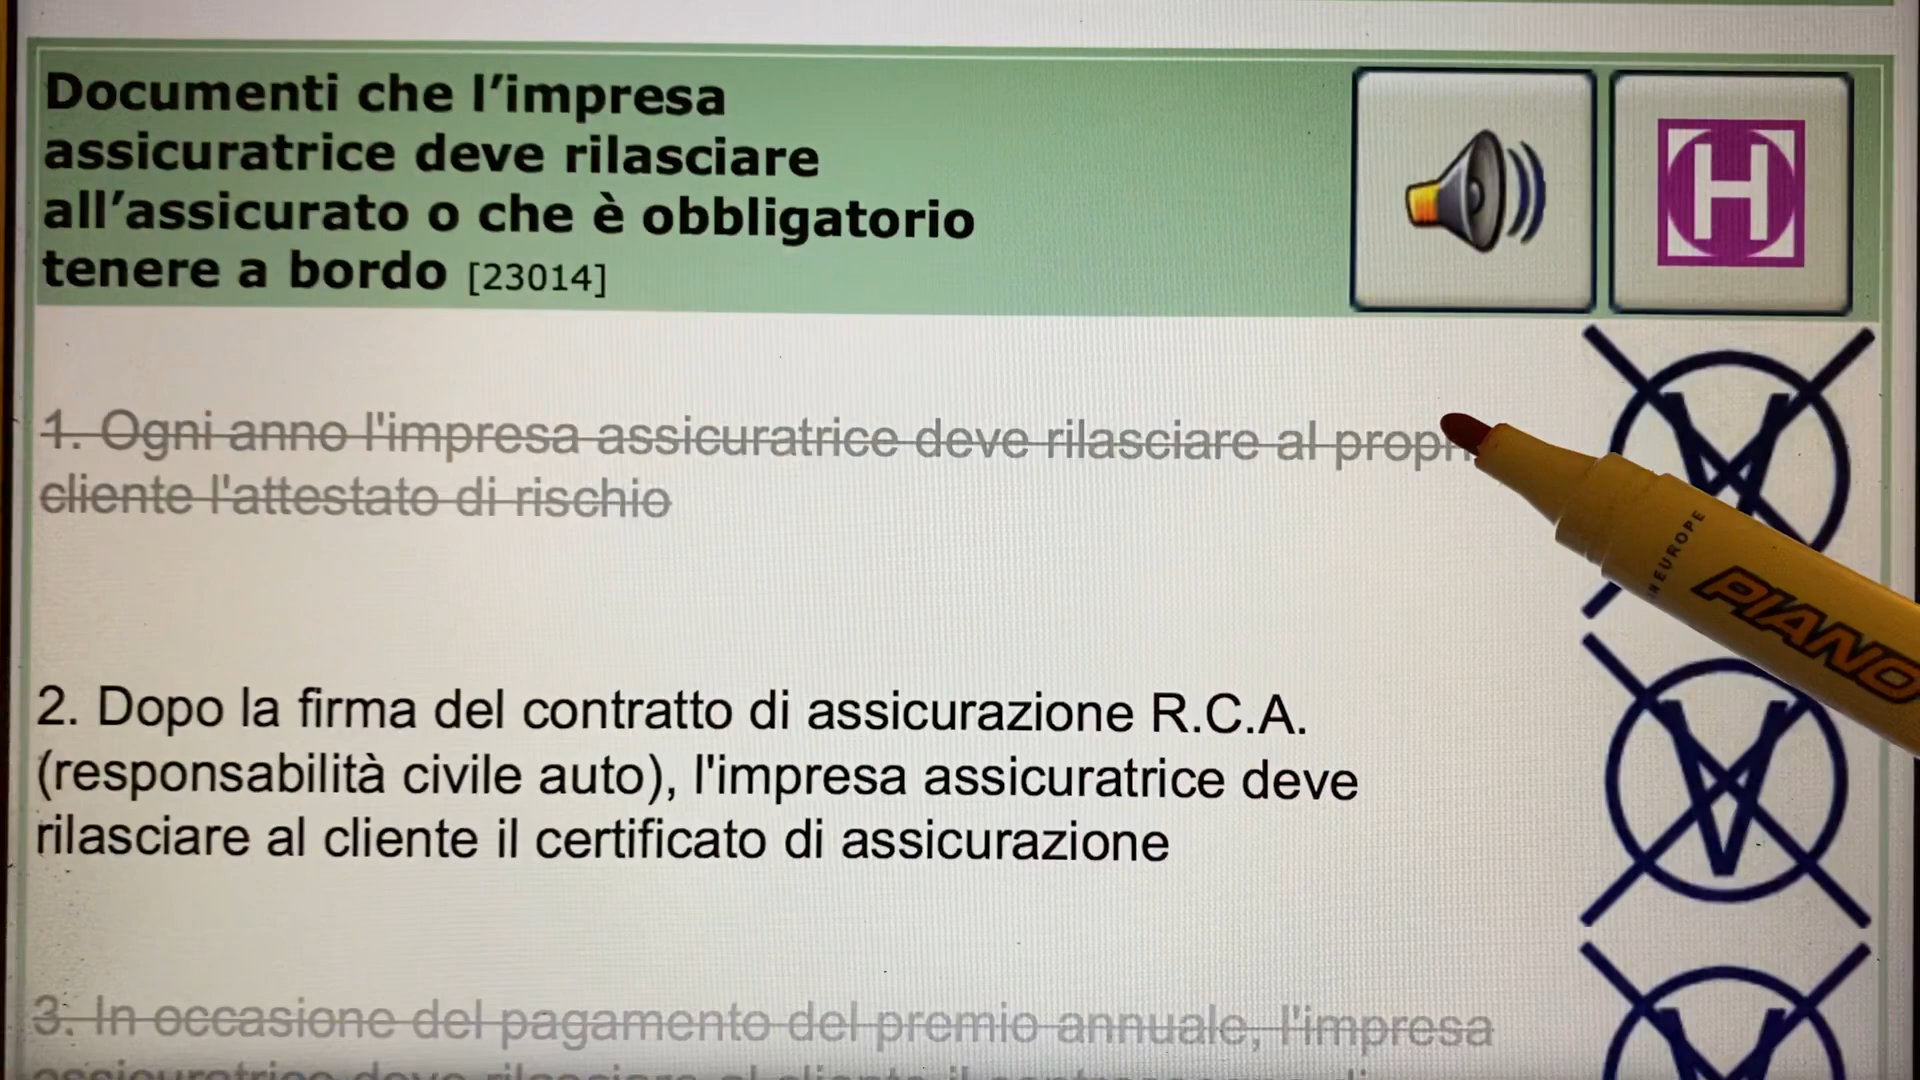 Documenti che l'impresa
assicuratrice deve rilasciare
all'assicurato o che è obbligatorio
tenere a bordo [23014]
H
1. Ogni anno l'impresa assicuratrice deve rilasciare al
cliente l'attestato di rischio
V
EUROPE
PIANO
2. Dopo la firma del contratto di assicurazione R.C.A.
(responsabilità civile auto), l'impresa assicuratrice deve
rilasciare al cliente il certificato di assicurazione
V
3. In occasione del pagamento del premio annuale, l'impresa
V